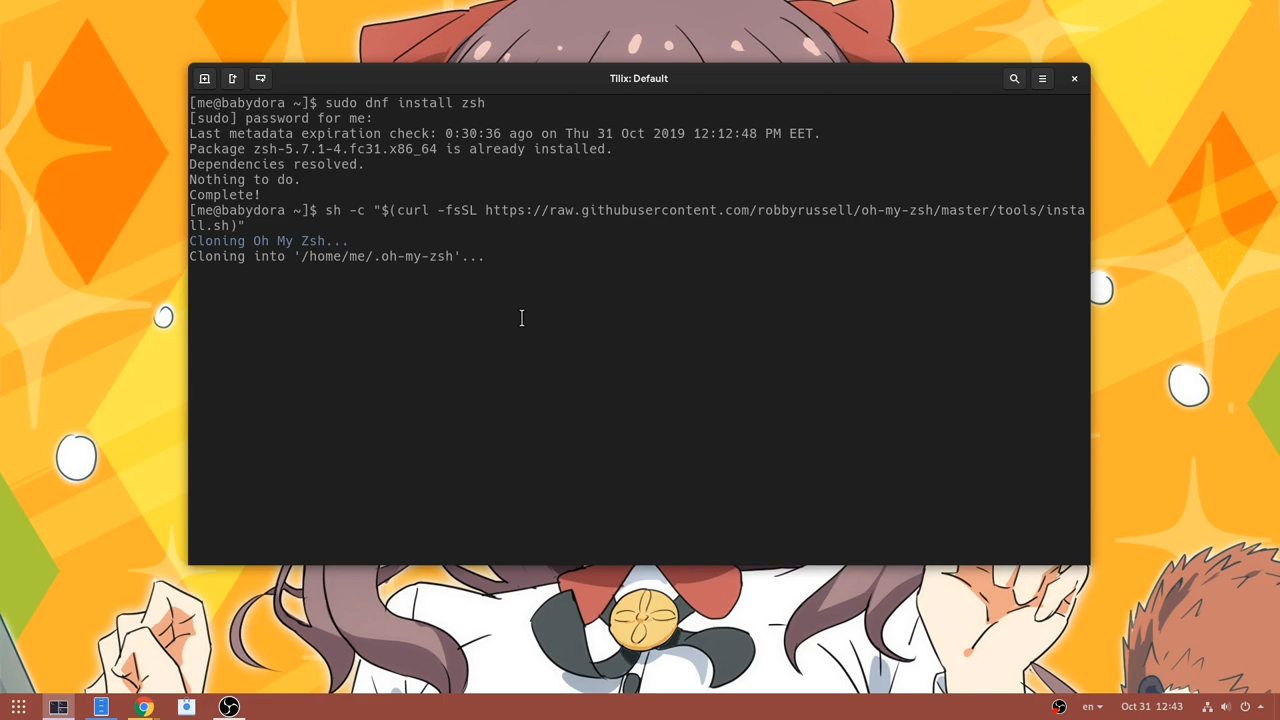 Tilix: Default
[me@babydora ~]$ sudo dnf install zsh
[sudo] password for me:
Last metadata expiration check: 0:30:36 ago on Thu 31 Oct 2019 12:12:48 PM EET.
Package zsh-5.7.1-4.fc31.x86_64 is already installed.
Dependencies resolved.
Nothing to do.
Complete!
[me@babydora ~]$ sh -c "$(curl -fsSL https://raw.githubusercontent.com/robbyrussell/oh-my-zsh/master/tools/insta
ll.sh)"
Cloning Oh My Zsh...
Cloning into '/home/me/.oh-my-zsh'...
en
Oct 31 12:43